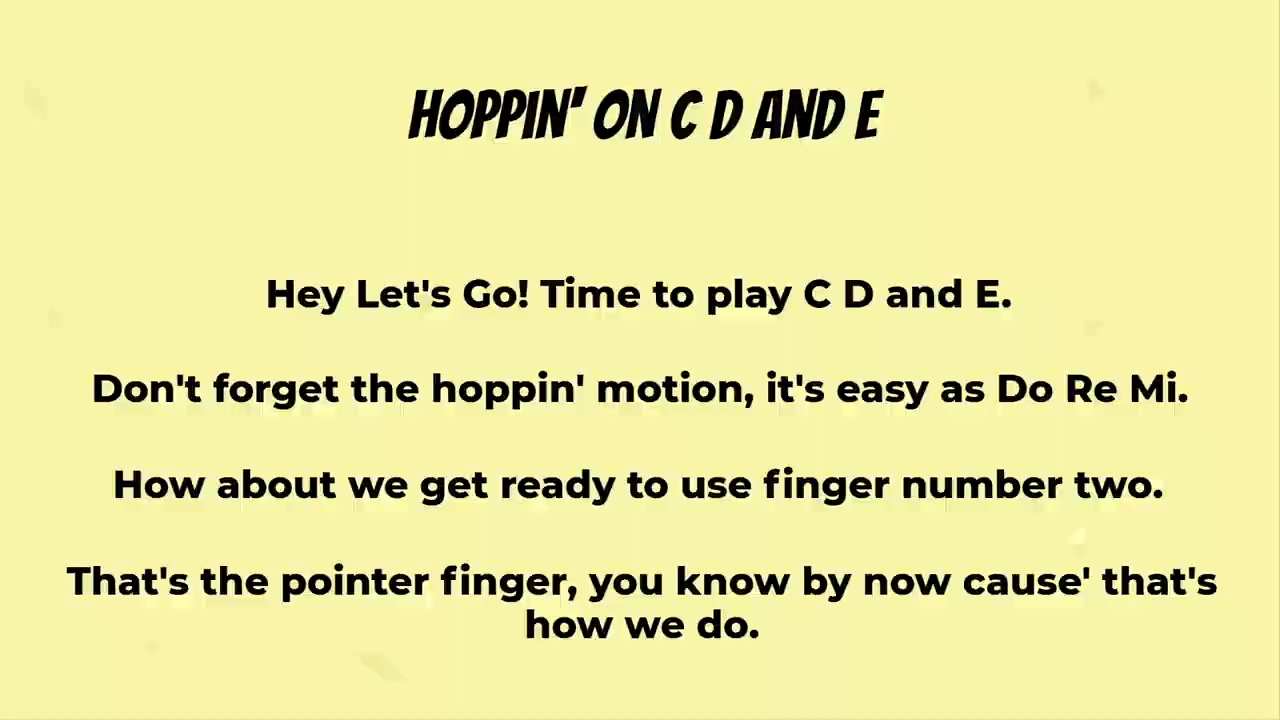 HOPPIN' ON C D AND E
Hey Let's Go! Time to play C D and E.
Don't forget the hoppin' motion, it's easy as Do Re Mi.
How about we get ready to use finger number two.
That's the pointer finger, you know by now cause' that's
how we do.